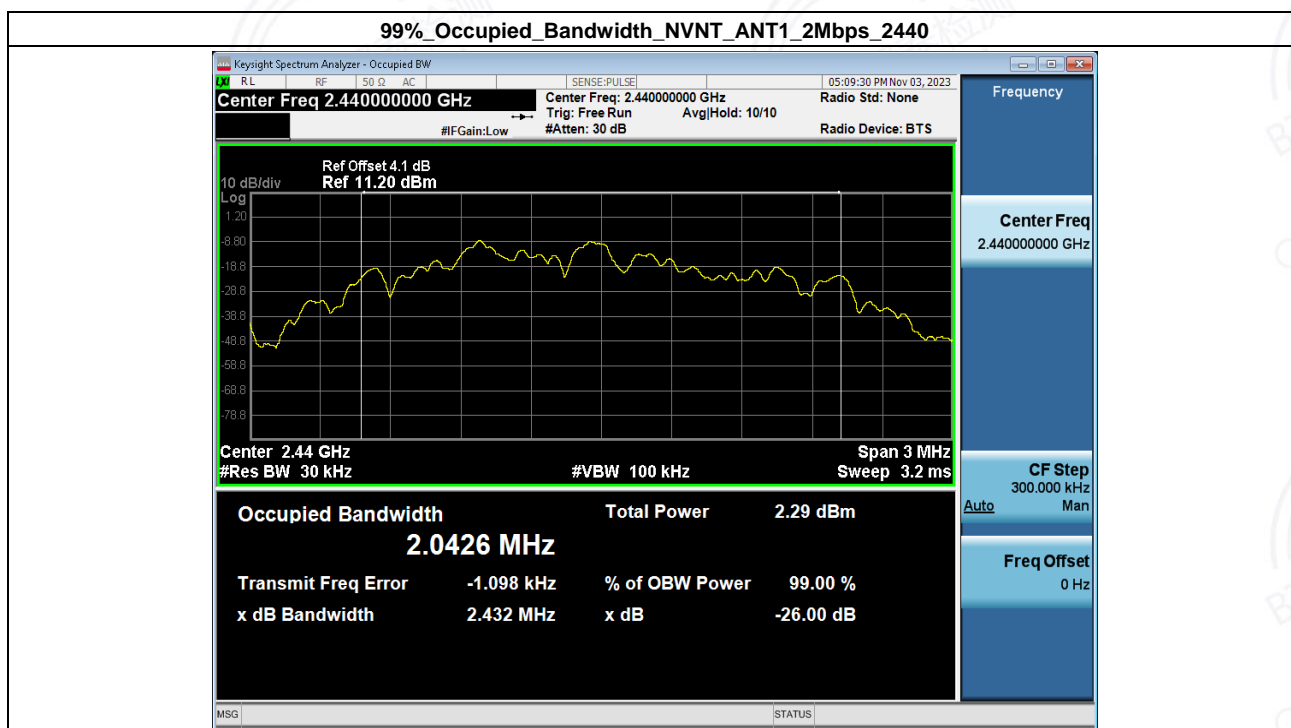 99%_Occupied_Bandwidth_NVNT_ANT1_2Mbps_2440
Keysight Spectrum Analyzer - Occupied BW
LXI RL RF 50 Ω AC SENSE:PULSE 05:09:30 PM Nov 03, 2023
Center Freq 2.440000000 GHz
Center Freq: 2.440000000 GHz Radio Std: None
Trig: Free Run Avg|Hold: 10/10
#IFGain:Low #Atten: 30 dB Radio Device: BTS
Ref Offset 4.1 dB
10 dB/div Ref 11.20 dBm
Log
1.20
-8.80
-18.8
-28.8
-38.8
-48.8
-58.8
-68.8
-78.8
Center 2.44 GHz Span 3 MHz
#Res BW 30 kHz #VBW 100 kHz Sweep 3.2 ms
Occupied Bandwidth Total Power 2.29 dBm
2.0426 MHz
Transmit Freq Error -1.098 kHz % of OBW Power 99.00 %
x dB Bandwidth 2.432 MHz x dB -26.00 dB
MSG STATUS
Frequency
Center Freq
2.440000000 GHz
CF Step
300.000 kHz
Auto Man
Freq Offset
0 Hz